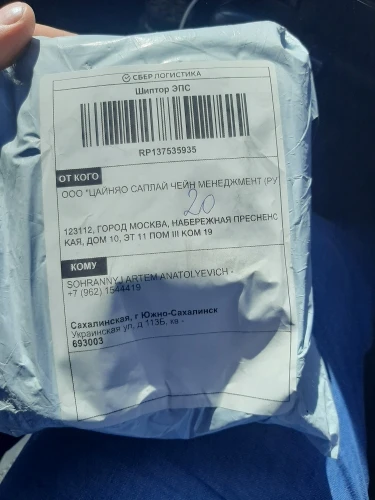 СБЕР ЛОГИСТИКА
Шиптор ЭПС
RP137535935
ОТ КОГО
ООО "ЦАЙНЯО САПЛАЙ ЧЕЙН МЕНЕДЖМЕНТ (РУ
20
123112, ГОРОД МОСКВА, НАБЕРЕЖНАЯ ПРЕСНЕНС
КАЯ, ДОМ 10, ЭТ 11 ПОМ III КОМ 19
КОМУ
SOHRANNYJ ARTEM ANATOLYEVICH -
+7 (962) 1544419
Сахалинская, г Южно-Сахалинск
Украинская ул, д 113Б, кв -
693003